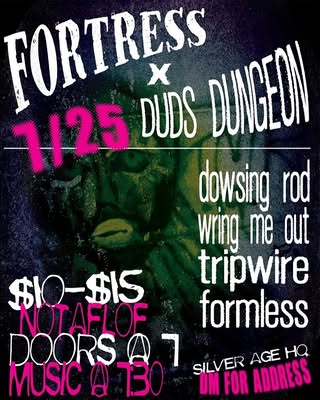 FORTRESS
X
DUDS DUNGEON
7/25
dowsing rod
wring me out
tripwire
formless
$10-$15
NOTAFLOF
DOORS @ 7
MUSIC @ 7:30
SILVER AGE HQ
DM FOR ADDRESS